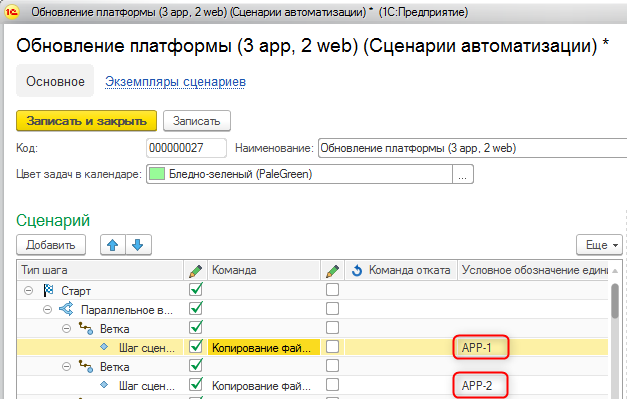 Обновление платформы (3 app, 2 web) (Сценарии автоматизации) * (1С:Предприятие)
Обновление платформы (3 app, 2 web) (Сценарии автоматизации) *
Основное Экземпляры сценариев
Записать и закрыть Записать
Код: 000000027 Наименование: Обновление платформы (3 app, 2 web)
Цвет задач в календаре: Бледно-зеленый (PaleGreen) ...
Сценарий
Добавить Еще
Тип шага Команда Команда отката Условное обозначение един
Старт
Параллельное в...
Ветка
Шаг сцен... Копирование фай... APP-1
Ветка
Шаг сцен... Копирование фай... APP-2